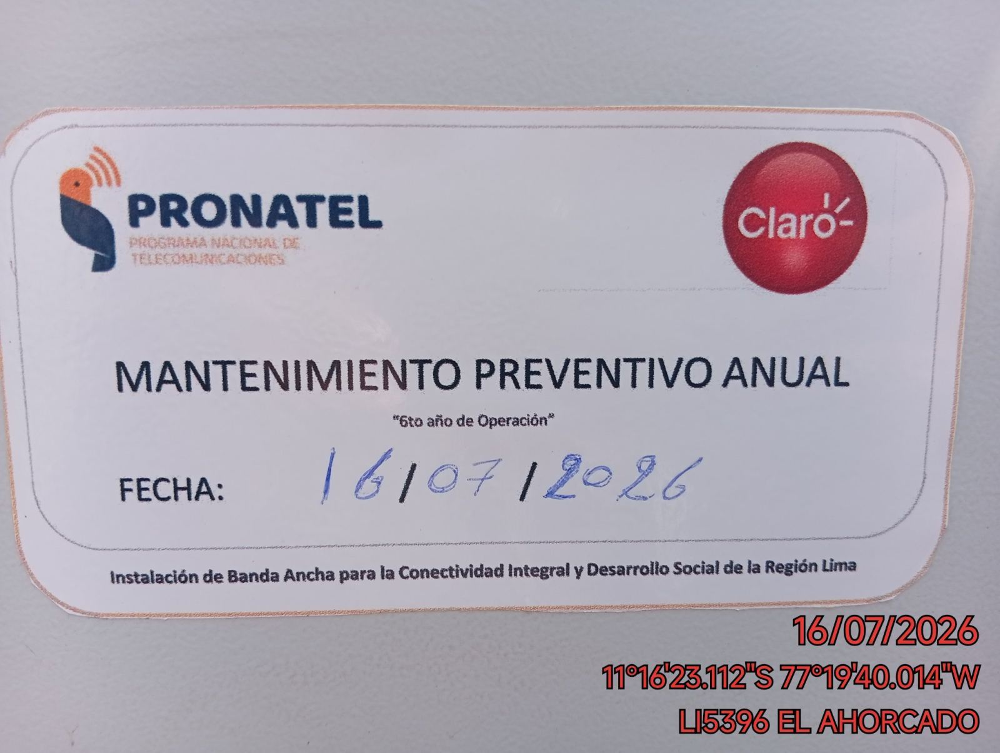 PRONATEL
PROGRAMA NACIONAL DE
TELECOMUNICACIONES
Claro
MANTENIMIENTO PREVENTIVO ANUAL
"6to año de Operación"
FECHA: 16/07/2026
Instalación de Banda Ancha para la Conectividad Integral y Desarrollo Social de la Región Lima
16/07/2026
11°16'23.112"S 77°19'40.014"W
LI5396 EL AHORCADO